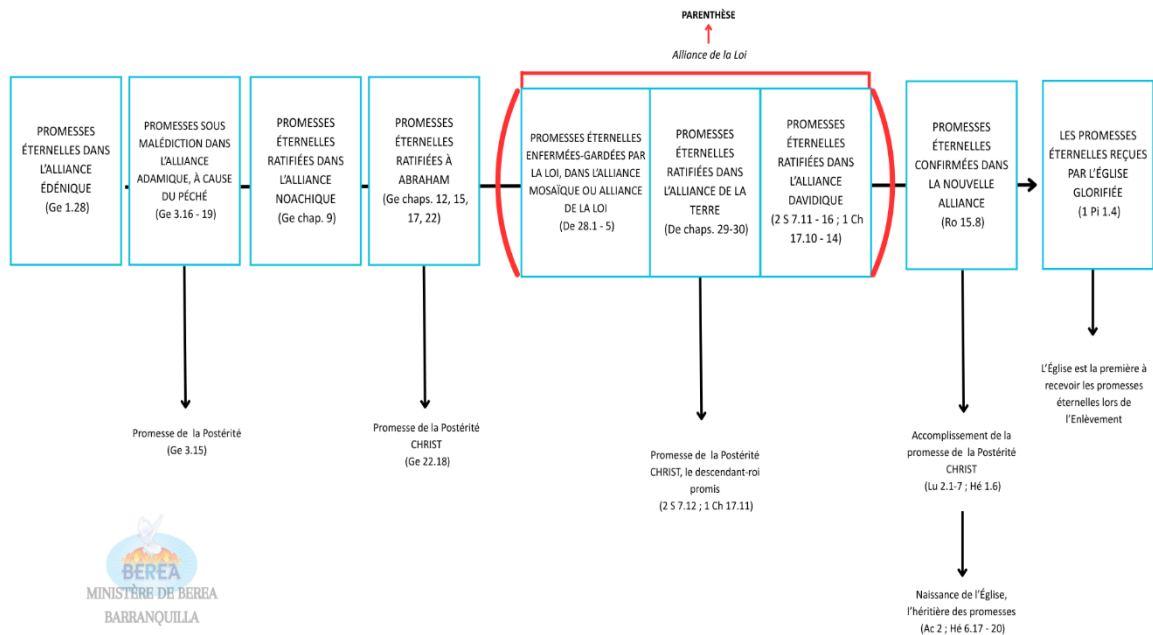 PARENTHÈSE
Alliance de la Loi
PROMESSES
ÉTERNELLES DANS
L'ALLIANCE
ÉDÉNIQUE
(Ge 1.28)
PROMESSES SOUS
MALÉDICTION DANS
L'ALLIANCE
ADAMIQUE, À CAUSE
DU PÉCHÉ
(Ge 3.16 - 19)
PROMESSES
ÉTERNELLES
RATIFIÉES DANS
L'ALLIANCE
NOACHIQUE
(Ge chap. 9)
PROMESSES
ÉTERNELLES
RATIFIÉES À
ABRAHAM
(Ge chaps. 12, 15,
17, 22)
PROMESSES ÉTERNELLES
ENFERMÉES-GARDÉES PAR
LA LOI, DANS L'ALLIANCE
MOSAÏQUE OU ALLIANCE
DE LA LOI
(De 28.1 - 5)
PROMESSES
ÉTERNELLES
RATIFIÉES DANS
L'ALLIANCE DE LA
TERRE
(De chaps. 29-30)
PROMESSES
ÉTERNELLES
RATIFIÉES DANS
L'ALLIANCE
DAVIDIQUE
(2 S 7.11 - 16 ; 1 Ch
17.10 - 14)
PROMESSES
ÉTERNELLES
CONFIRMÉES DANS
LA NOUVELLE
ALLIANCE
(Ro 15.8)
LES PROMESSES
ÉTERNELLES REÇUES
PAR L'ÉGLISE
GLORIFIÉE
(1 Pi 1.4)
Promesse de la Postérité
(Ge 3.15)
Promesse de la Postérité
CHRIST
(Ge 22.18)
Promesse de la Postérité
CHRIST, le descendant-roi
promis
(2 S 7.12 ; 1 Ch 17.11)
Accomplissement de la
promesse de la Postérité
CHRIST
(Lu 2.1-7 ; Hé 1.6)
L'Église est la première à
recevoir les promesses
éternelles lors de
l'Enlèvement
Naissance de l'Église,
l'héritière des promesses
(Ac 2 ; Hé 6.17 - 20)
BEREA
MINISTÈRE DE BEREA
BARRANQUILLA